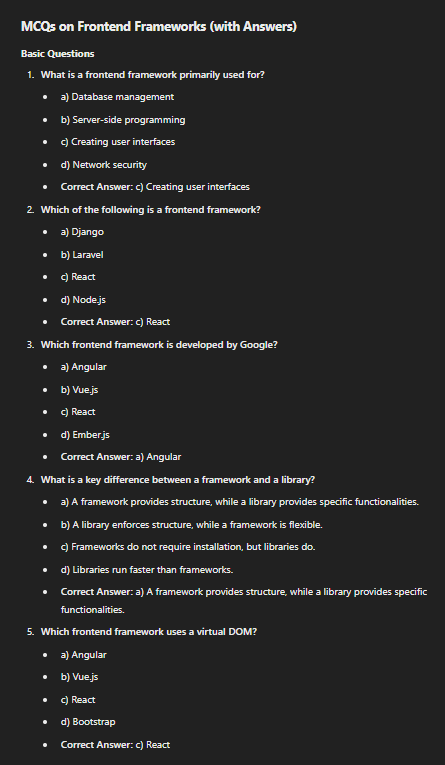 MCQs on Frontend Frameworks (with Answers)
Basic Questions
1. What is a frontend framework primarily used for?
• a) Database management
• b) Server-side programming
• c) Creating user interfaces
• d) Network security
• Correct Answer: c) Creating user interfaces
2. Which of the following is a frontend framework?
• a) Django
• b) Laravel
• c) React
• d) Node.js
• Correct Answer: c) React
3. Which frontend framework is developed by Google?
• a) Angular
• b) Vue.js
• c) React
• d) Ember.js
• Correct Answer: a) Angular
4. What is a key difference between a framework and a library?
• a) A framework provides structure, while a library provides specific functionalities.
• b) A library enforces structure, while a framework is flexible.
• c) Frameworks do not require installation, but libraries do.
• d) Libraries run faster than frameworks.
• Correct Answer: a) A framework provides structure, while a library provides specific
functionalities.
5. Which frontend framework uses a virtual DOM?
• a) Angular
• b) Vue.js
• c) React
• d) Bootstrap
• Correct Answer: c) React